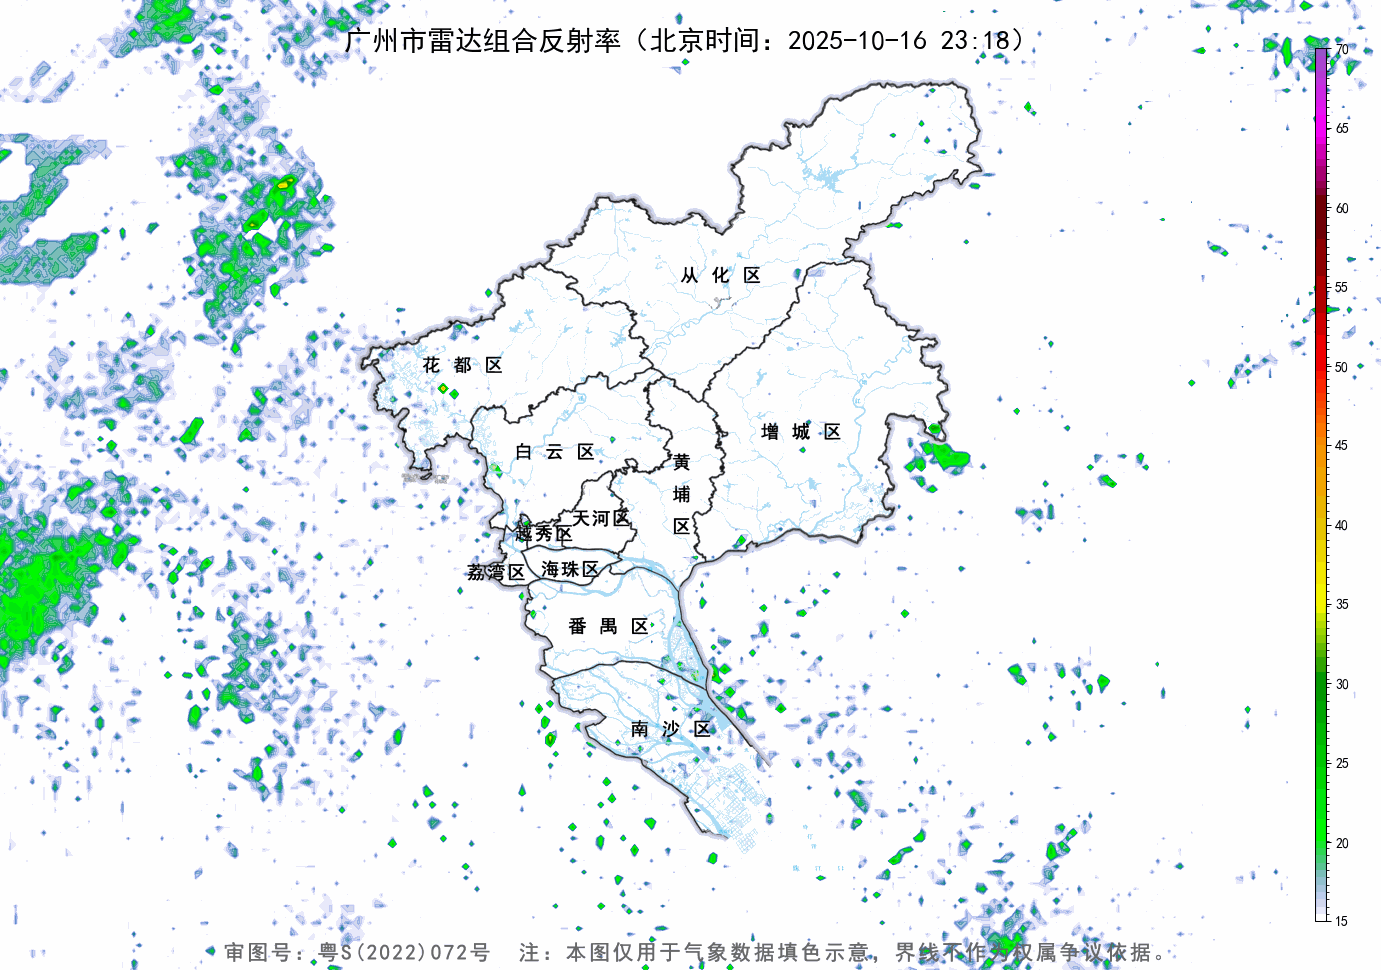 广州市雷达组合反射率（北京时间：2025-10-16 23:18）
70
65
60
55
50
45
40
35
30
25
20
15
从化区
花都区
增城区
白云区
黄埔区
天河区
越秀区
荔湾区
海珠区
番禺区
南沙区
审图号：粤S(2022)072号 注：本图仅用于气象数据填色示意，界线不作为权属争议依据。